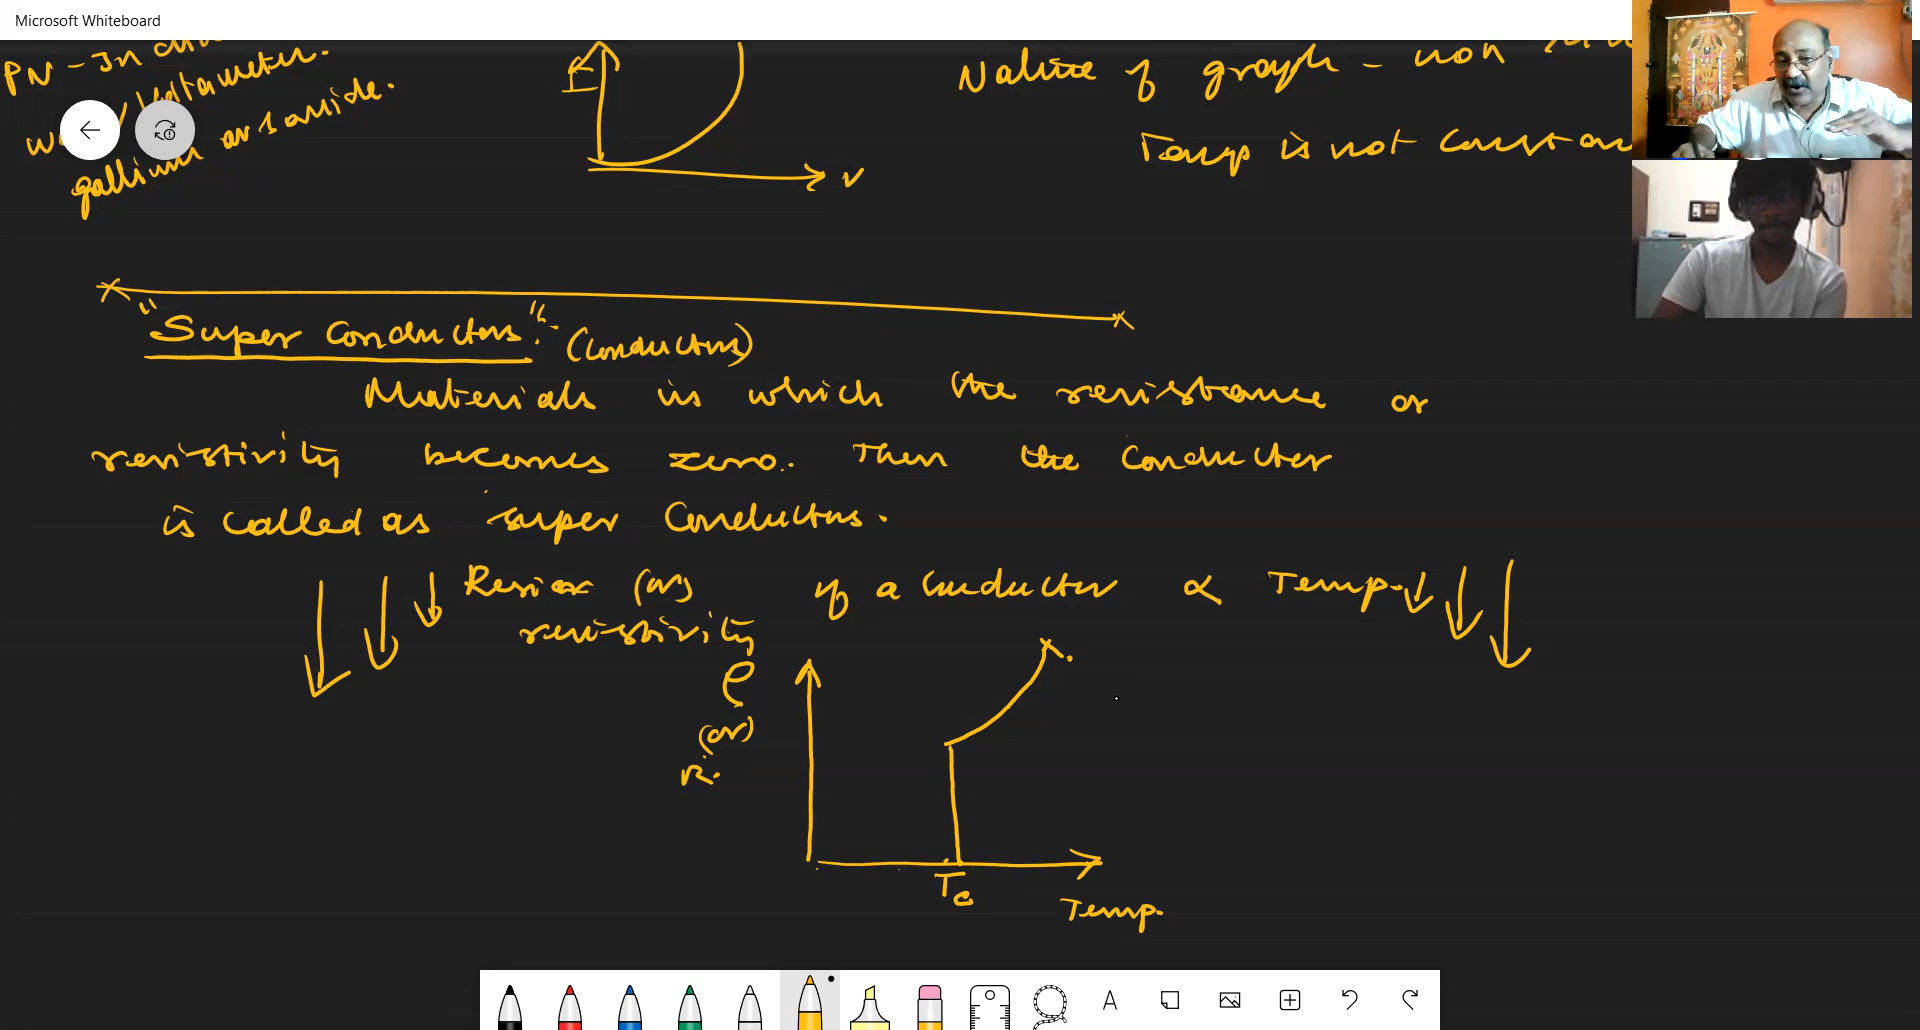 Microsoft Whiteboard
PN - In
gallium arsanide.
I
V
Nature of graph - non
Temp is not constan
"Super Conductors". (Conductors)
Materials in which the resistance or
resistivity becomes zero. Then the Conductor
is called as super Conductors.
Resis (or) of a Conductor ∝ Temp.
resistivity
ρ
(or)
R.
Tc
Temp.